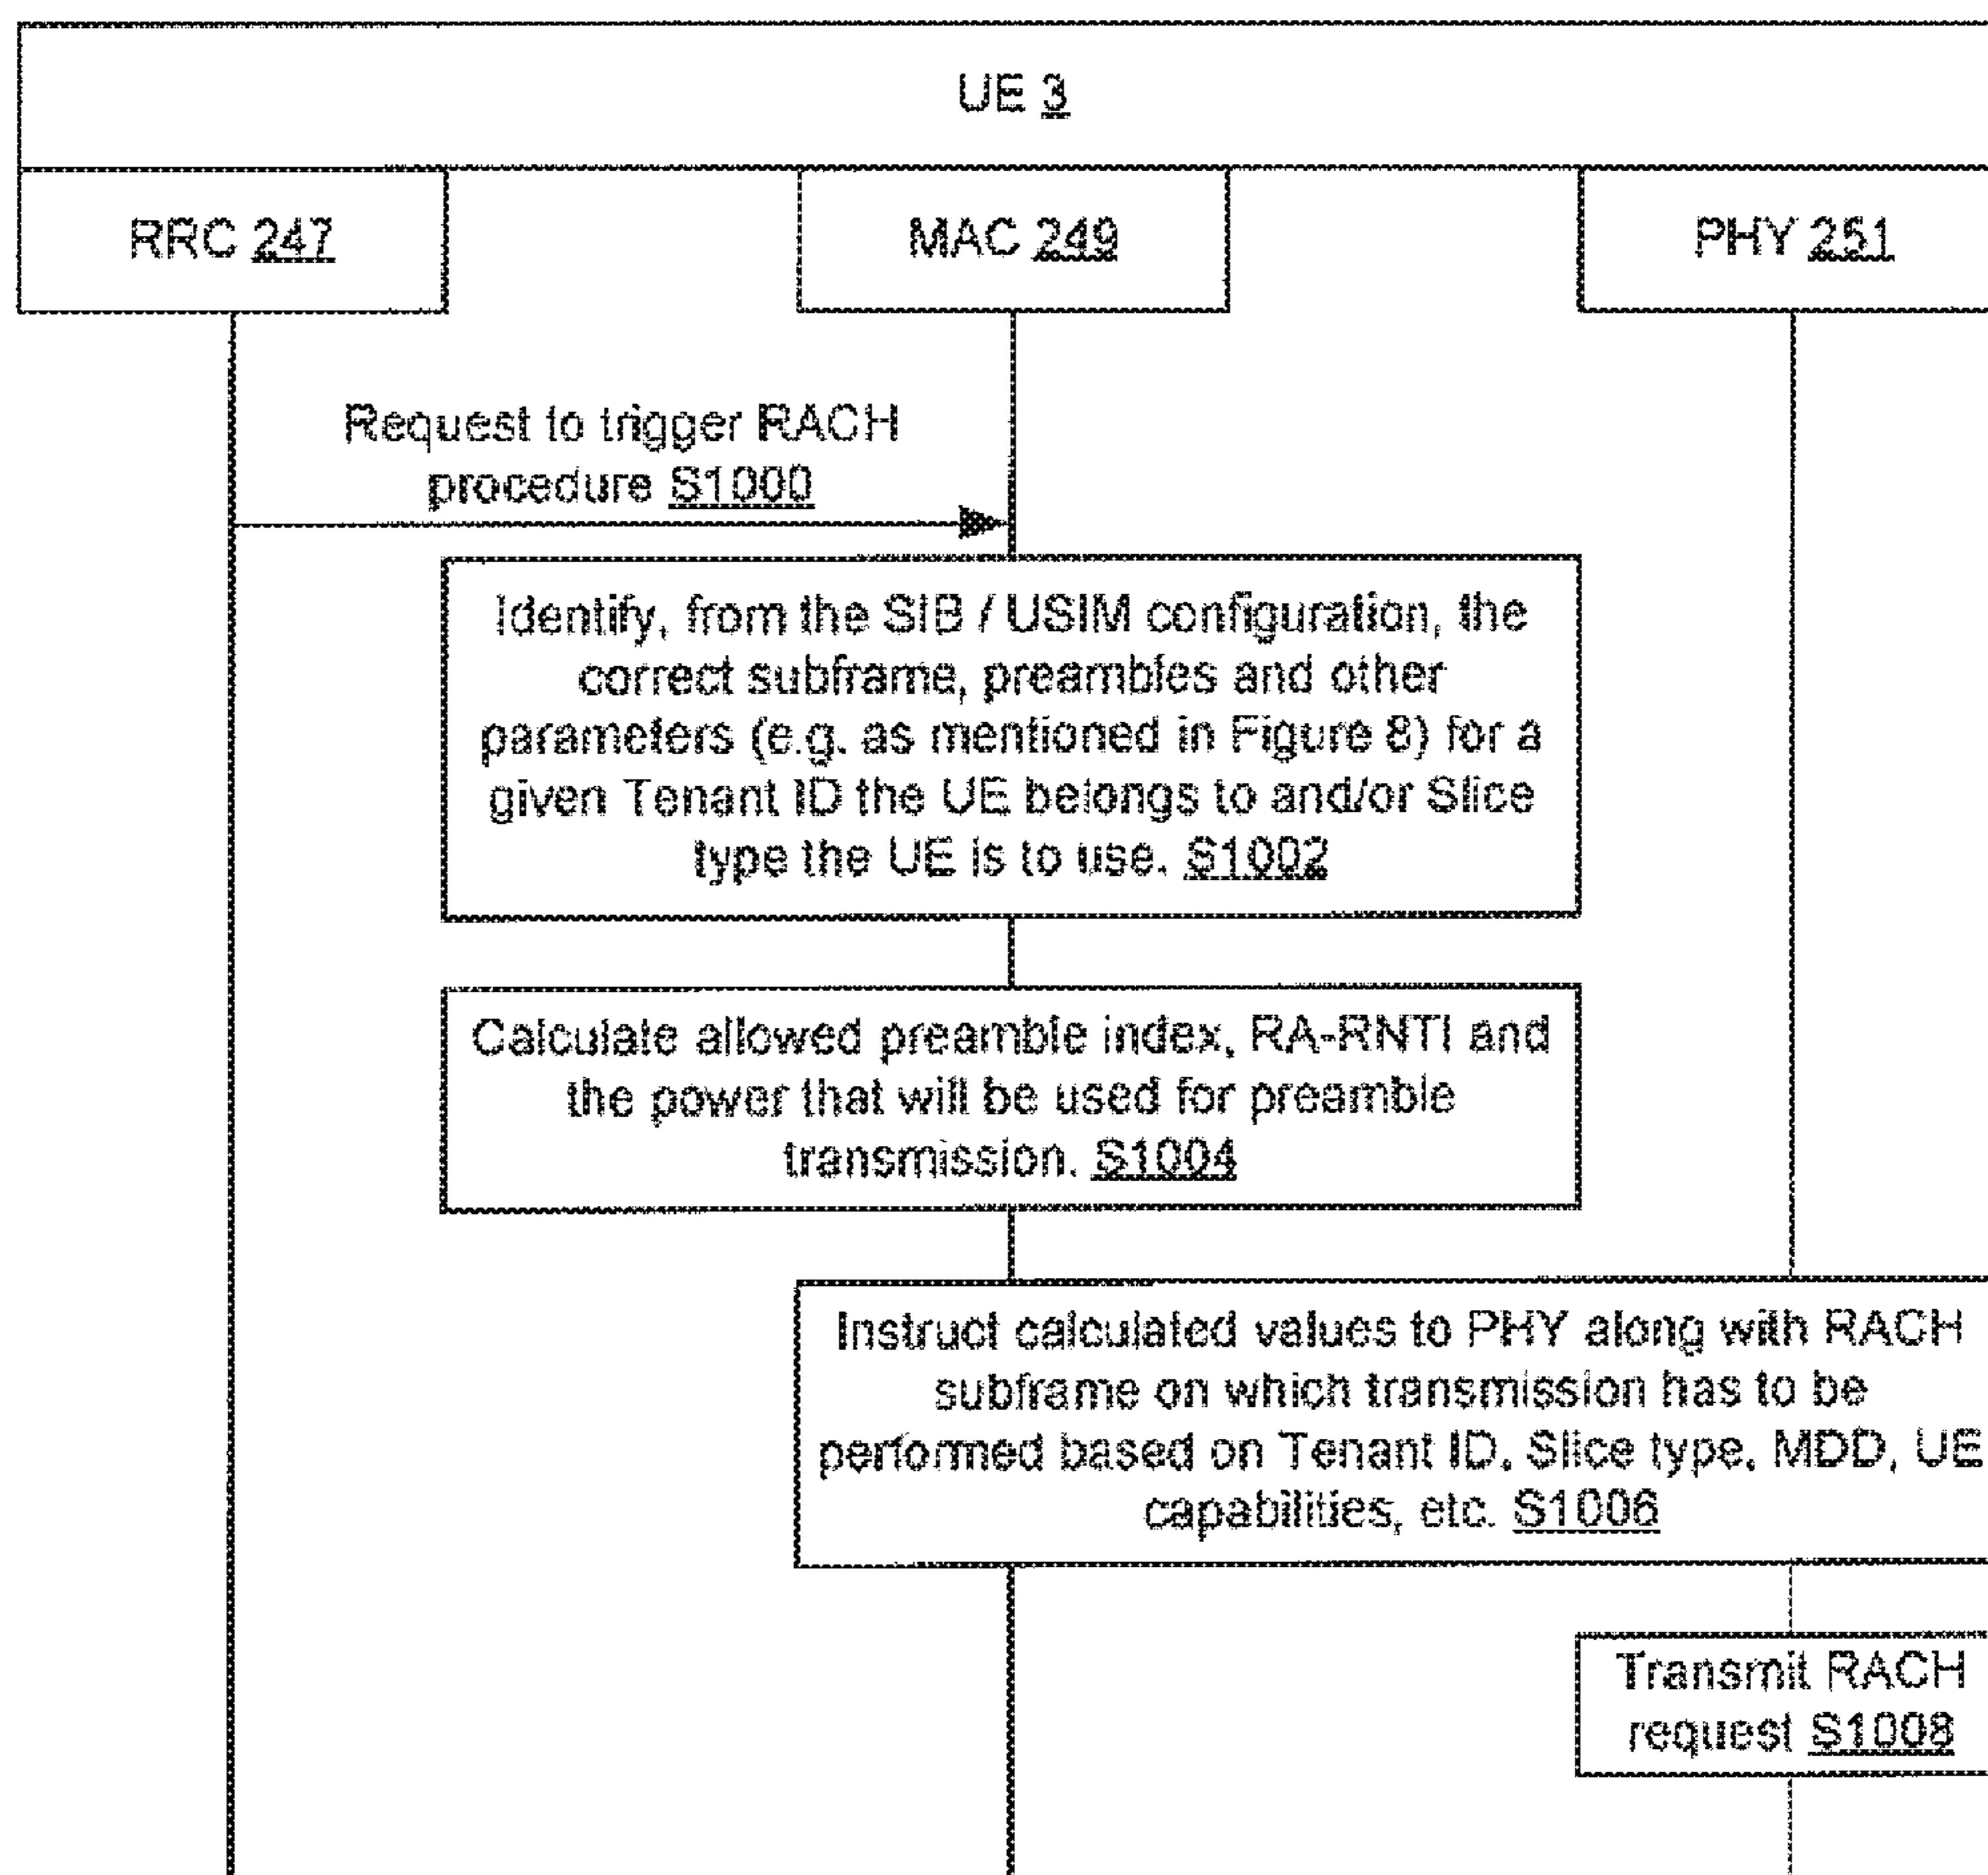 UE 3
RRC 247
MAC 249
PHY 251
Request to trigger RACH
procedure S1000
Identify, from the SIB / USIM configuration, the
correct subframe, preambles and other
parameters (e.g. as mentioned in Figure 8) for a
given Tenant ID the UE belongs to and/or Slice
type the UE is to use. S1002
Calculate allowed preamble index, RA-RNTI and
the power that will be used for preamble
transmission. S1004
Instruct calculated values to PHY along with RACH
subframe on which transmission has to be
performed based on Tenant ID, Slice type, MDD, UE
capabilities, etc. S1006
Transmit RACH
request S1008